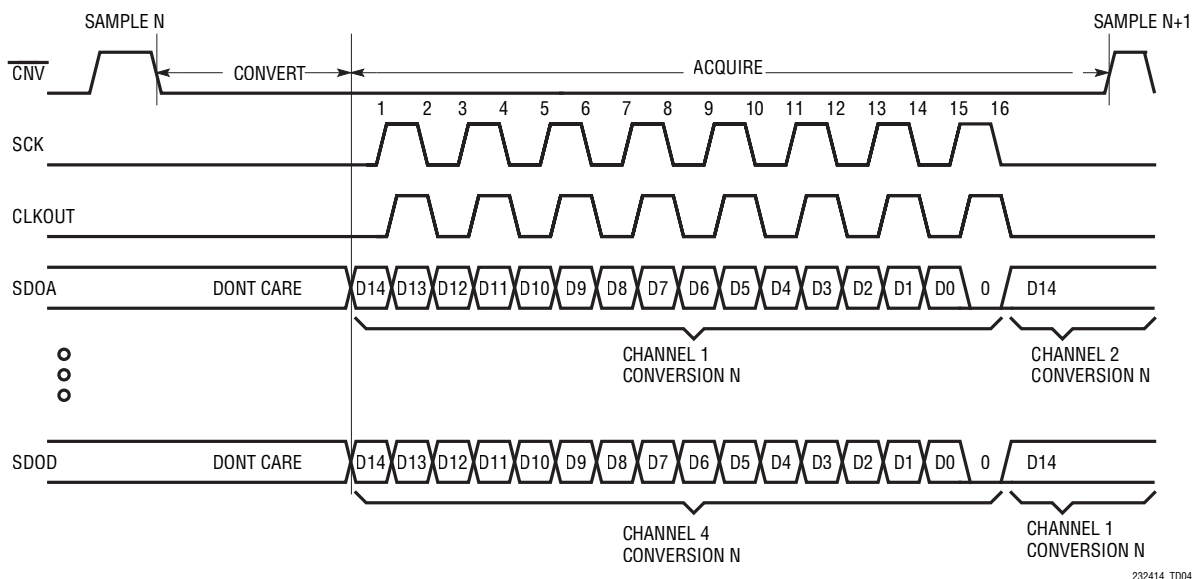 SAMPLE N
SAMPLE N+1
CNV
CONVERT
ACQUIRE
1 2 3 4 5 6 7 8 9 10 11 12 13 14 15 16
SCK
CLKOUT
SDOA
DONT CARE
D14 D13 D12 D11 D10 D9 D8 D7 D6 D5 D4 D3 D2 D1 D0 0 D14
CHANNEL 1
CONVERSION N
CHANNEL 2
CONVERSION N
SDOD
DONT CARE
D14 D13 D12 D11 D10 D9 D8 D7 D6 D5 D4 D3 D2 D1 D0 0 D14
CHANNEL 4
CONVERSION N
CHANNEL 1
CONVERSION N
232414 TD04